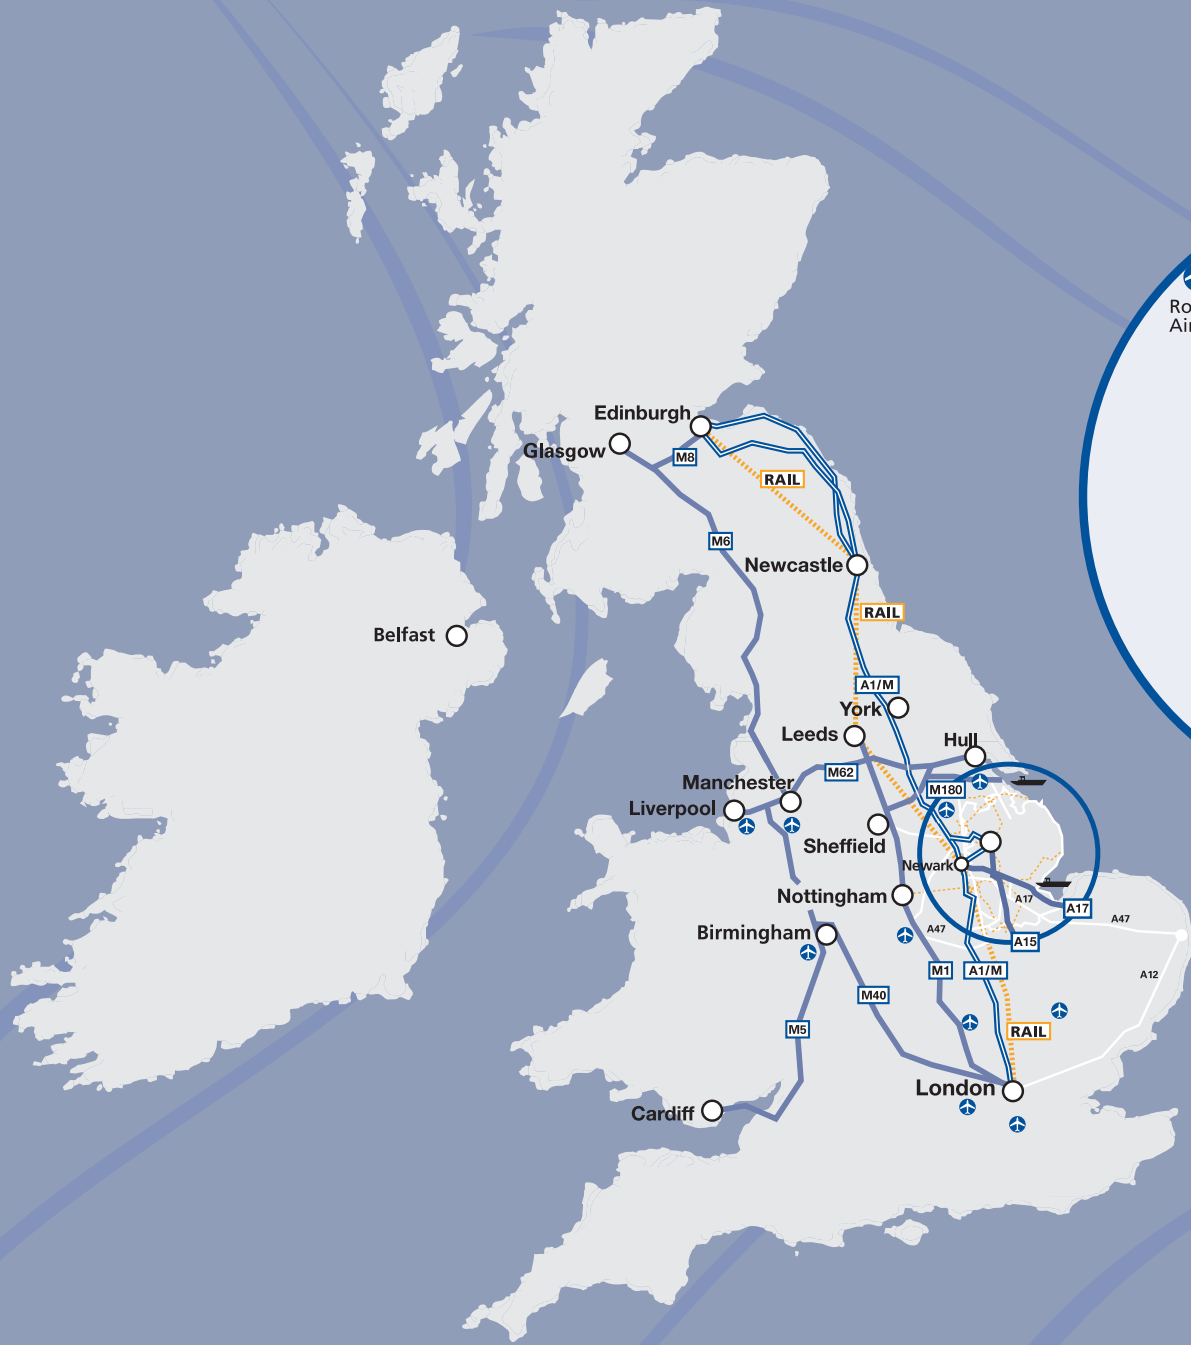 Ro
Air
Edinburgh
Glasgow
M8
RAIL
M6
Newcastle
RAIL
Belfast
A1/M
York
Leeds
Hull
M62
Manchester
M180
Liverpool
Sheffield
Newark
Nottingham
A17
A17
A47
A47
Birmingham
A15
M1
A1/M
A12
M40
M5
RAIL
London
Cardiff